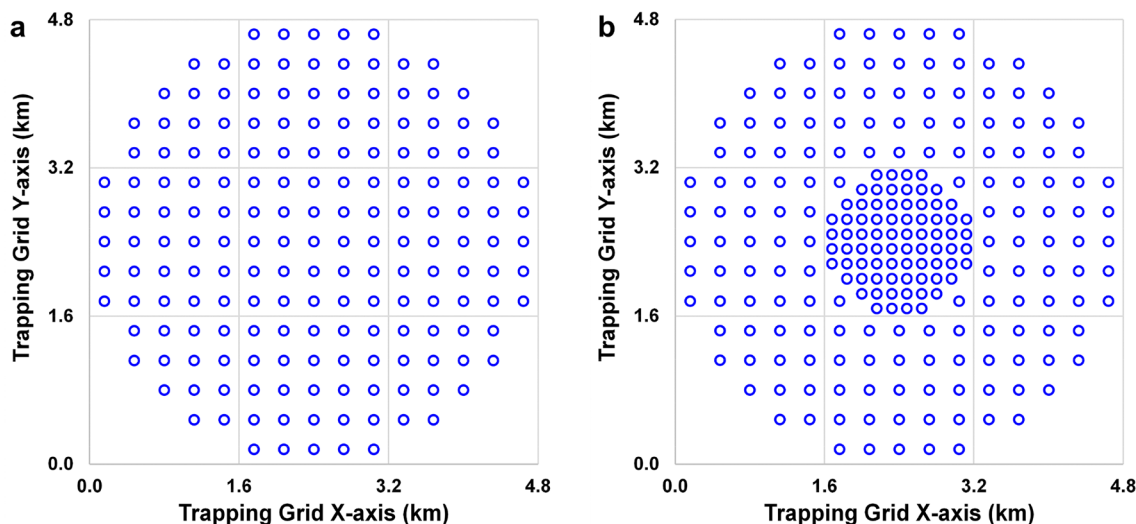 a
Trapping Grid Y-axis (km)
4.8
3.2
1.6
0.0
0.0 1.6 3.2 4.8
Trapping Grid X-axis (km)
b
Trapping Grid Y-axis (km)
4.8
3.2
1.6
0.0
0.0 1.6 3.2 4.8
Trapping Grid X-axis (km)